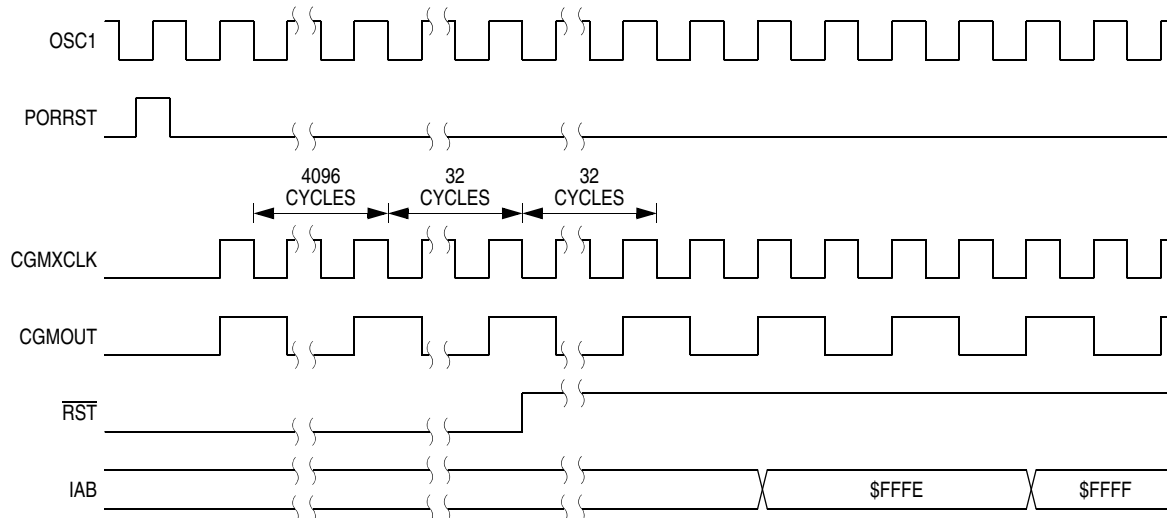 OSC1
PORRST
4096
CYCLES
32
CYCLES
32
CYCLES
CGMXCLK
CGMOUT
RST
IAB
$FFFE
$FFFF